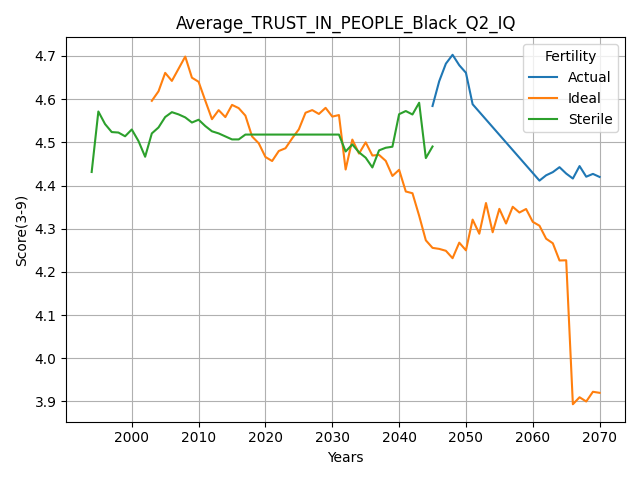 Average_TRUST_IN_PEOPLE_Black_Q2_IQ
Fertility
Actual
Ideal
Sterile
Score(3-9)
4.7
4.6
4.5
4.4
4.3
4.2
4.1
4.0
3.9
2000 2010 2020 2030 2040 2050 2060 2070
Years